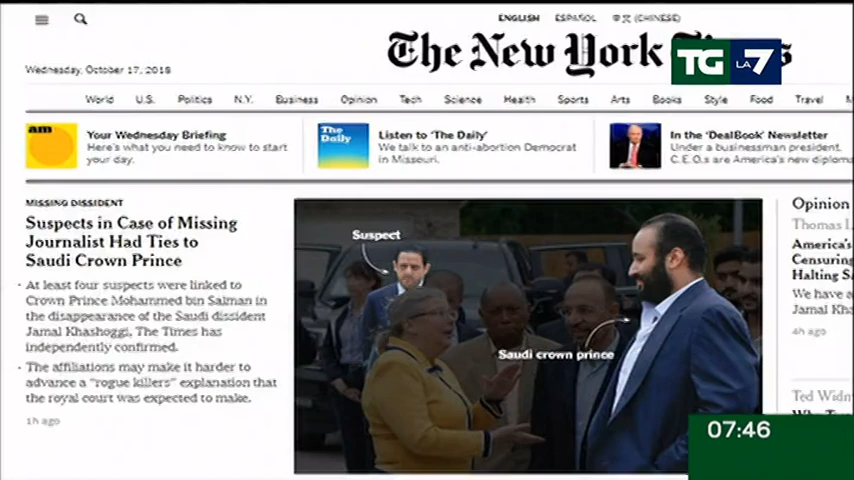 ENGLISH ESPAÑOL 中文 (CHINESE)
The New York Times
TG LA7
Wednesday, October 17, 2018
World U.S. Politics N.Y. Business Opinion Tech Science Health Sports Arts Books Style Food Travel
am
Your Wednesday Briefing
Here's what you need to know to start
your day.
The
Daily
Listen to 'The Daily'
We talk to an anti-abortion Democrat
in Missouri.
In the 'DealBook' Newsletter
Under a businessman president,
C.E.O.s are America's new diplom
MISSING DISSIDENT
Suspects in Case of Missing
Journalist Had Ties to
Saudi Crown Prince
· At least four suspects were linked to
Crown Prince Mohammed bin Salman in
the disappearance of the Saudi dissident
Jamal Khashoggi, The Times has
independently confirmed.
· The affiliations may make it harder to
advance a "rogue killers" explanation that
the royal court was expected to make.
1h ago
Suspect
Saudi crown prince
Opinion
Thomas L
America's
Censuring
Halting Sa
We have a
Jamal Kha
4h ago
Ted Widm
07:46